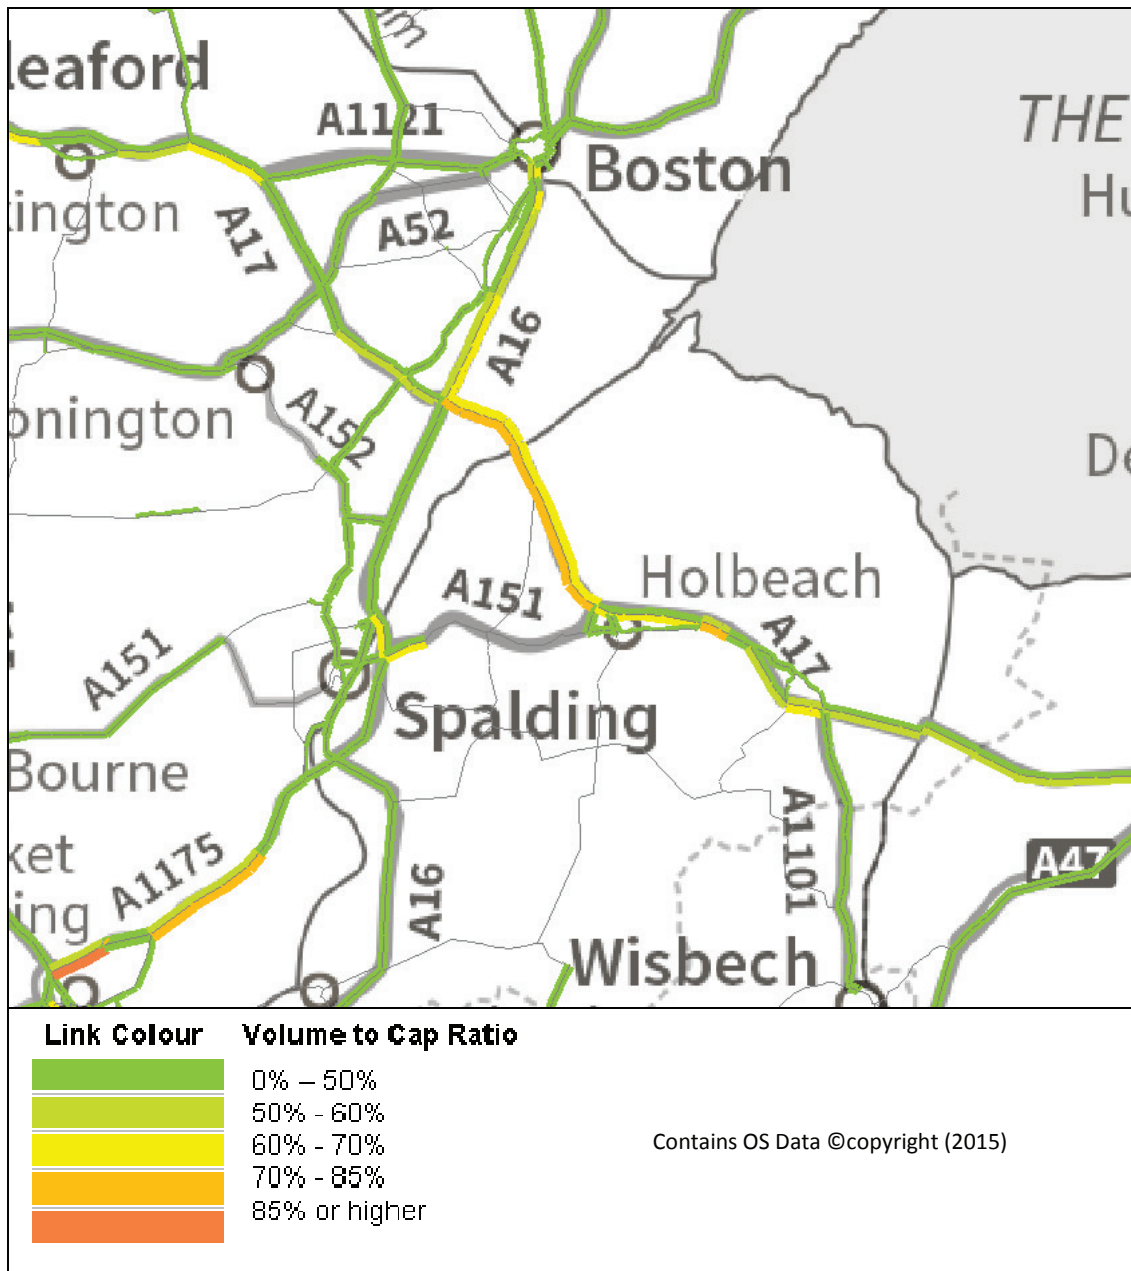 leaford
m
A1121
THE
Boston
Hu
kington
A52
A17
A16
onington
A152
De
A151
Holbeach
A17
A151
Spalding
Bourne
A1101
ket
A1175
A47
ing
A16
Wisbech
Link Colour Volume to Cap Ratio
0% – 50%
50% - 60%
60% - 70%
70% - 85%
85% or higher
Contains OS Data ©copyright (2015)